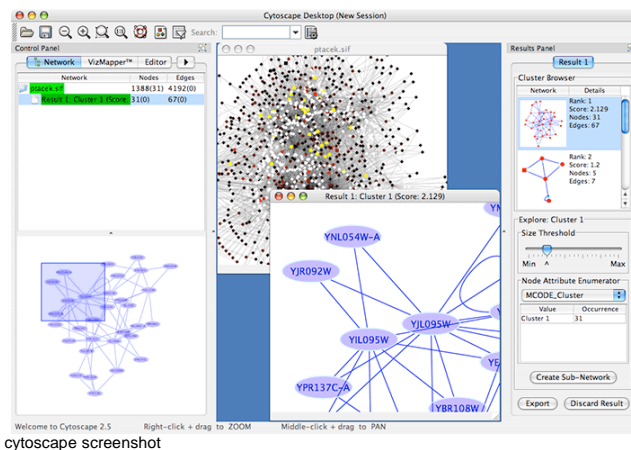 Cytoscape Desktop (New Session)
Search:
Control Panel
Network VizMapper™ Editor
Network Nodes Edges
ptacek.sif 1388(31) 4192(0)
Result 1: Cluster 1 (Score: 31(0) 67(0)
ptacek.sif
Result 1: Cluster 1 (Score: 2.129)
YNL054W-A
YJR092W
YJL095W
YIL095W
YPR137C-A
YBR108W
Results Panel
Result 1
Cluster Browser
Network Details
Rank: 1
Score: 2.129
Nodes: 31
Edges: 67
Rank: 2
Score: 1.2
Nodes: 5
Edges: 7
Explore: Cluster 1
Size Threshold
Min Max
Node Attribute Enumerator
MCODE_Cluster
Value Occurrence
Cluster 1 31
Create Sub-Network
Export Discard Result
Welcome to Cytoscape 2.5 Right-click + drag to ZOOM Middle-click + drag to PAN
cytoscape screenshot